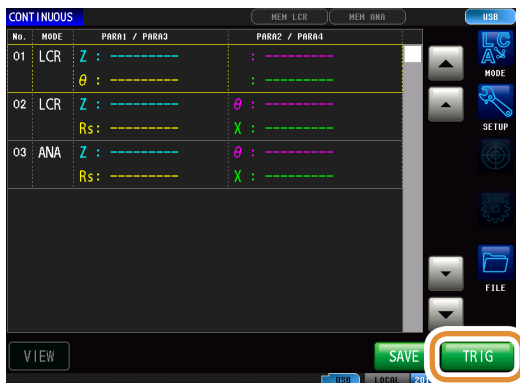 CONTINUOUS MEM LCR MEM ANA USB
No. MODE PARA1 / PARA3 PARA2 / PARA4
01 LCR Z : --------- : ---------
θ : --------- : ---------
02 LCR Z : --------- θ : ---------
Rs: --------- X : ---------
03 ANA Z : --------- θ : ---------
Rs: --------- X : ---------
MODE
SETUP
FILE
VIEW SAVE TRIG
USB LOCAL 20